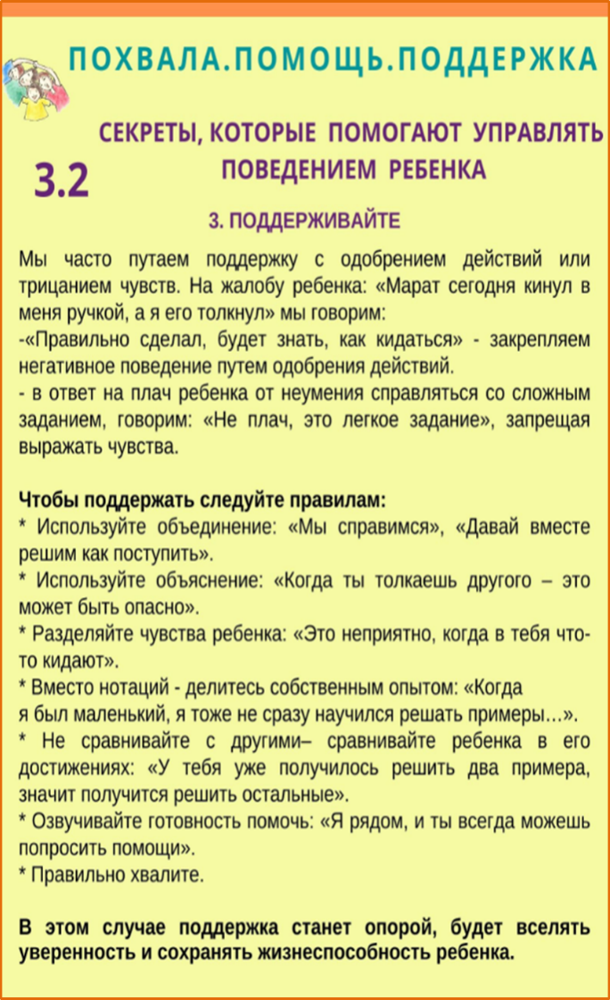 ПОХВАЛА.ПОМОЩЬ.ПОДДЕРЖКА
СЕКРЕТЫ, КОТОРЫЕ ПОМОГАЮТ УПРАВЛЯТЬ
ПОВЕДЕНИЕМ РЕБЕНКА
3.2
3. ПОДДЕРЖИВАЙТЕ
Мы часто путаем поддержку с одобрением действий или
трицанием чувств. На жалобу ребенка: «Марат сегодня кинул в
меня ручкой, а я его толкнул» мы говорим:
-«Правильно сделал, будет знать, как кидаться» - закрепляем
негативное поведение путем одобрения действий.
- в ответ на плач ребенка от неумения справляться со сложным
заданием, говорим: «Не плач, это легкое задание», запрещая
выражать чувства.
Чтобы поддержать следуйте правилам:
* Используйте объединение: «Мы справимся», «Давай вместе
решим как поступить».
* Используйте объяснение: «Когда ты толкаешь другого – это
может быть опасно».
* Разделяйте чувства ребенка: «Это неприятно, когда в тебя что-
то кидают».
* Вместо нотаций - делитесь собственным опытом: «Когда
я был маленький, я тоже не сразу научился решать примеры…».
* Не сравнивайте с другими– сравнивайте ребенка в его
достижениях: «У тебя уже получилось решить два примера,
значит получится решить остальные».
* Озвучивайте готовность помочь: «Я рядом, и ты всегда можешь
попросить помощи».
* Правильно хвалите.
В этом случае поддержка станет опорой, будет вселять
уверенность и сохранять жизнеспособность ребенка.